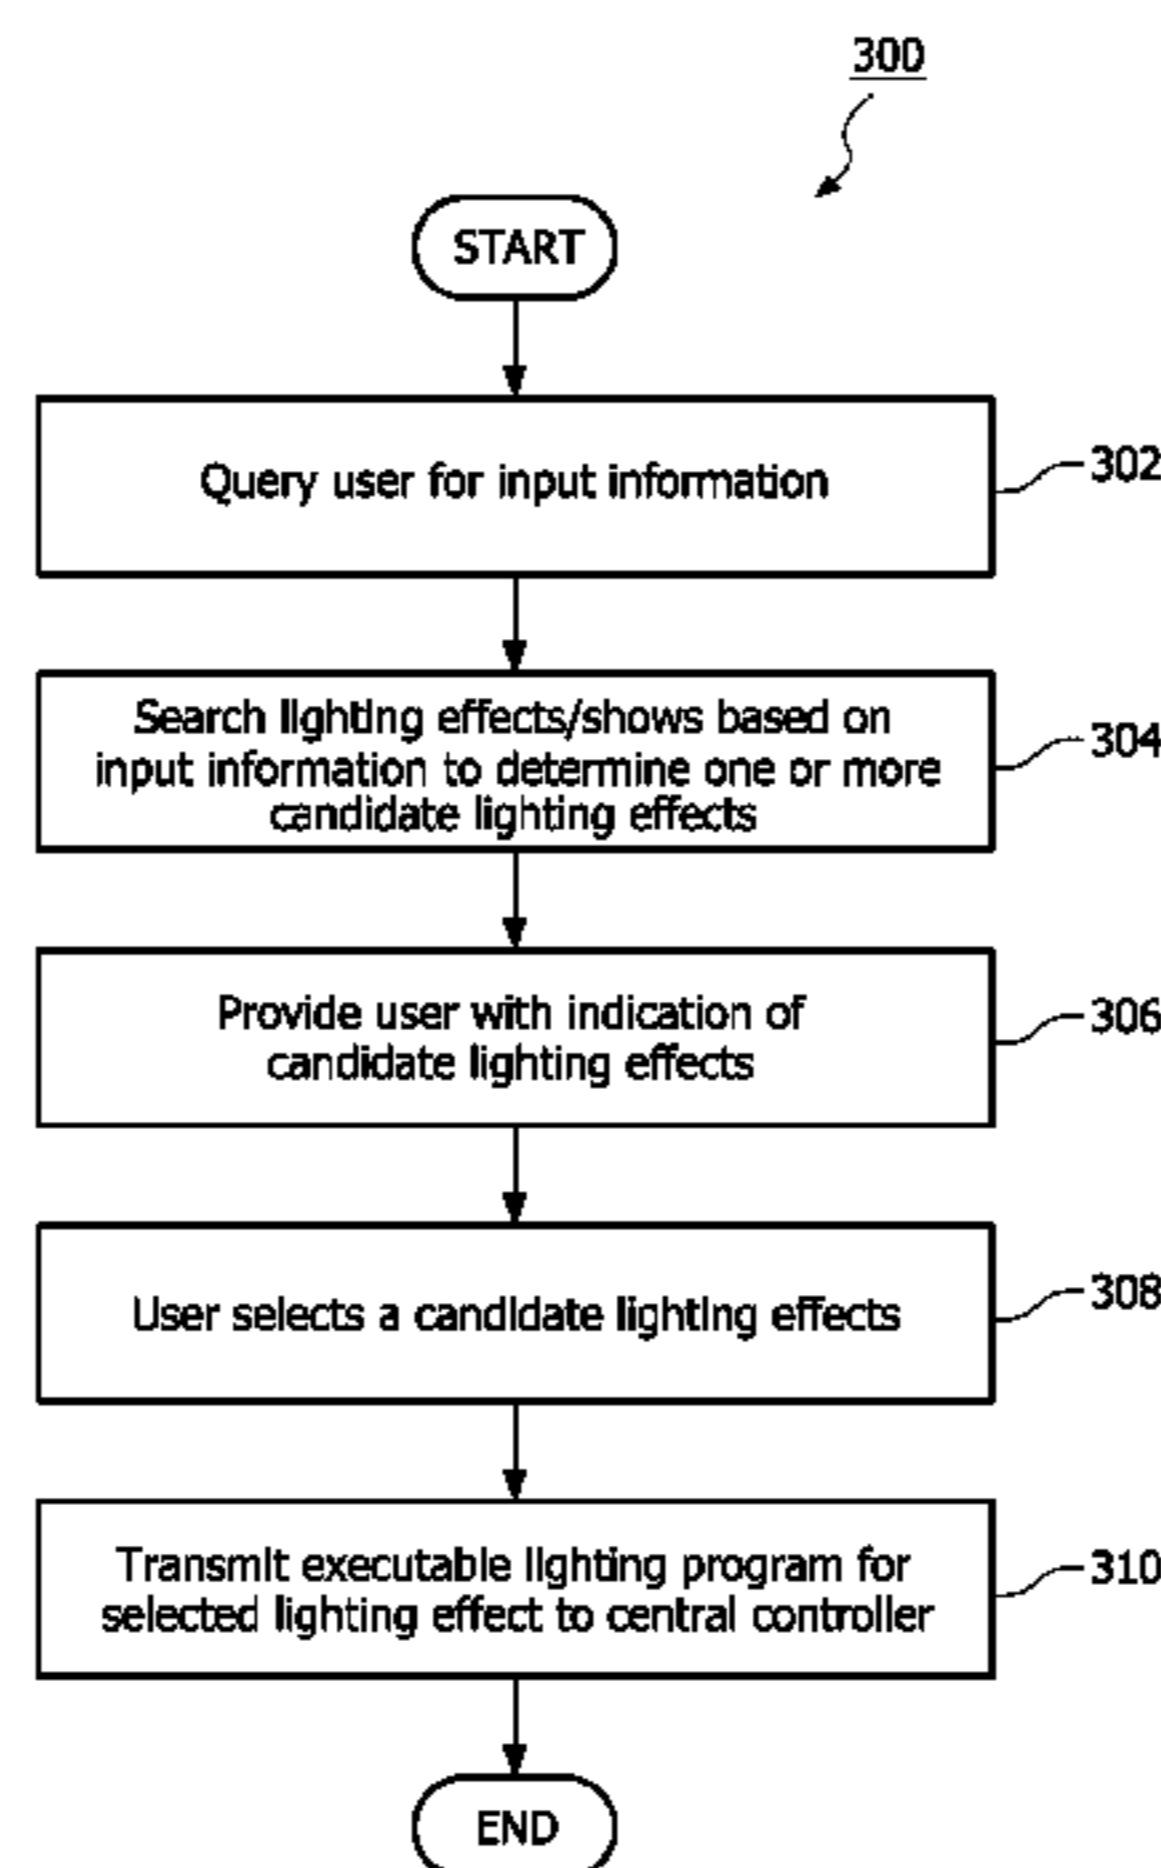 300
START
Query user for input information
302
Search lighting effects/shows based on
input information to determine one or more
candidate lighting effects
304
Provide user with indication of
candidate lighting effects
306
User selects a candidate lighting effects
308
Transmit executable lighting program for
selected lighting effect to central controller
310
END